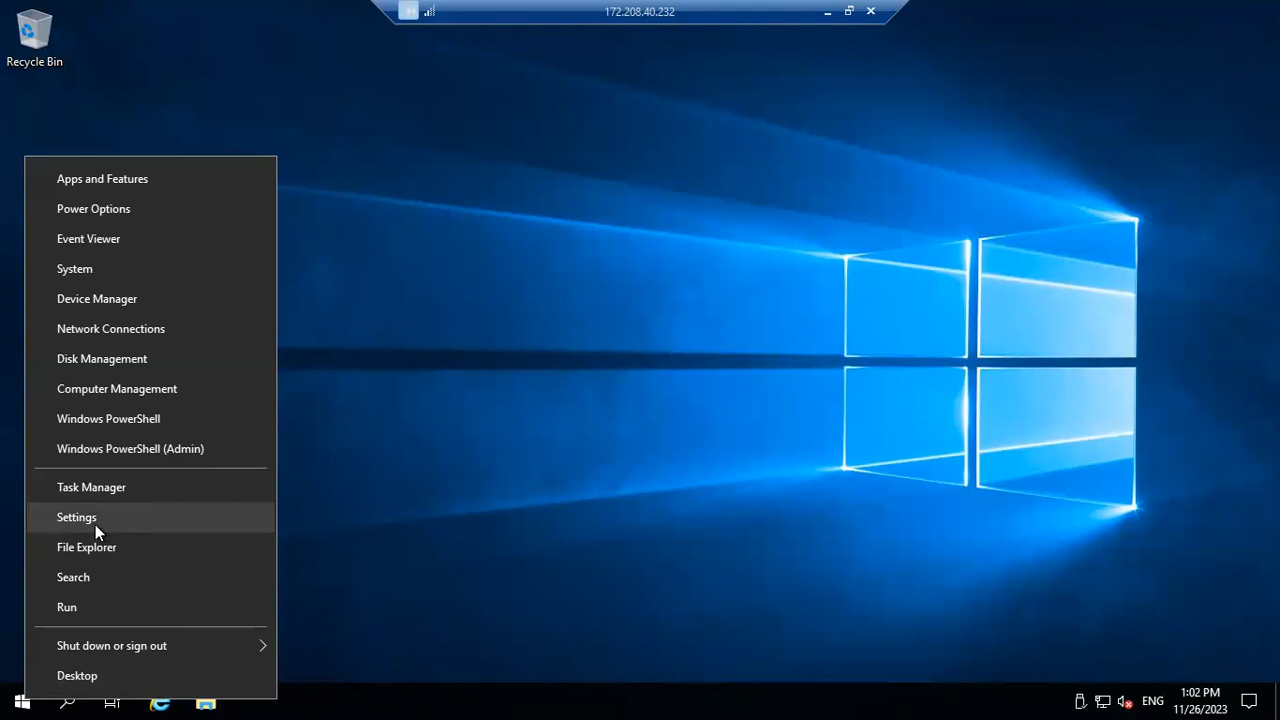 172.208.40.232
Recycle Bin
Apps and Features
Power Options
Event Viewer
System
Device Manager
Network Connections
Disk Management
Computer Management
Windows PowerShell
Windows PowerShell (Admin)
Task Manager
Settings
File Explorer
Search
Run
Shut down or sign out
Desktop
ENG
1:02 PM
11/26/2023